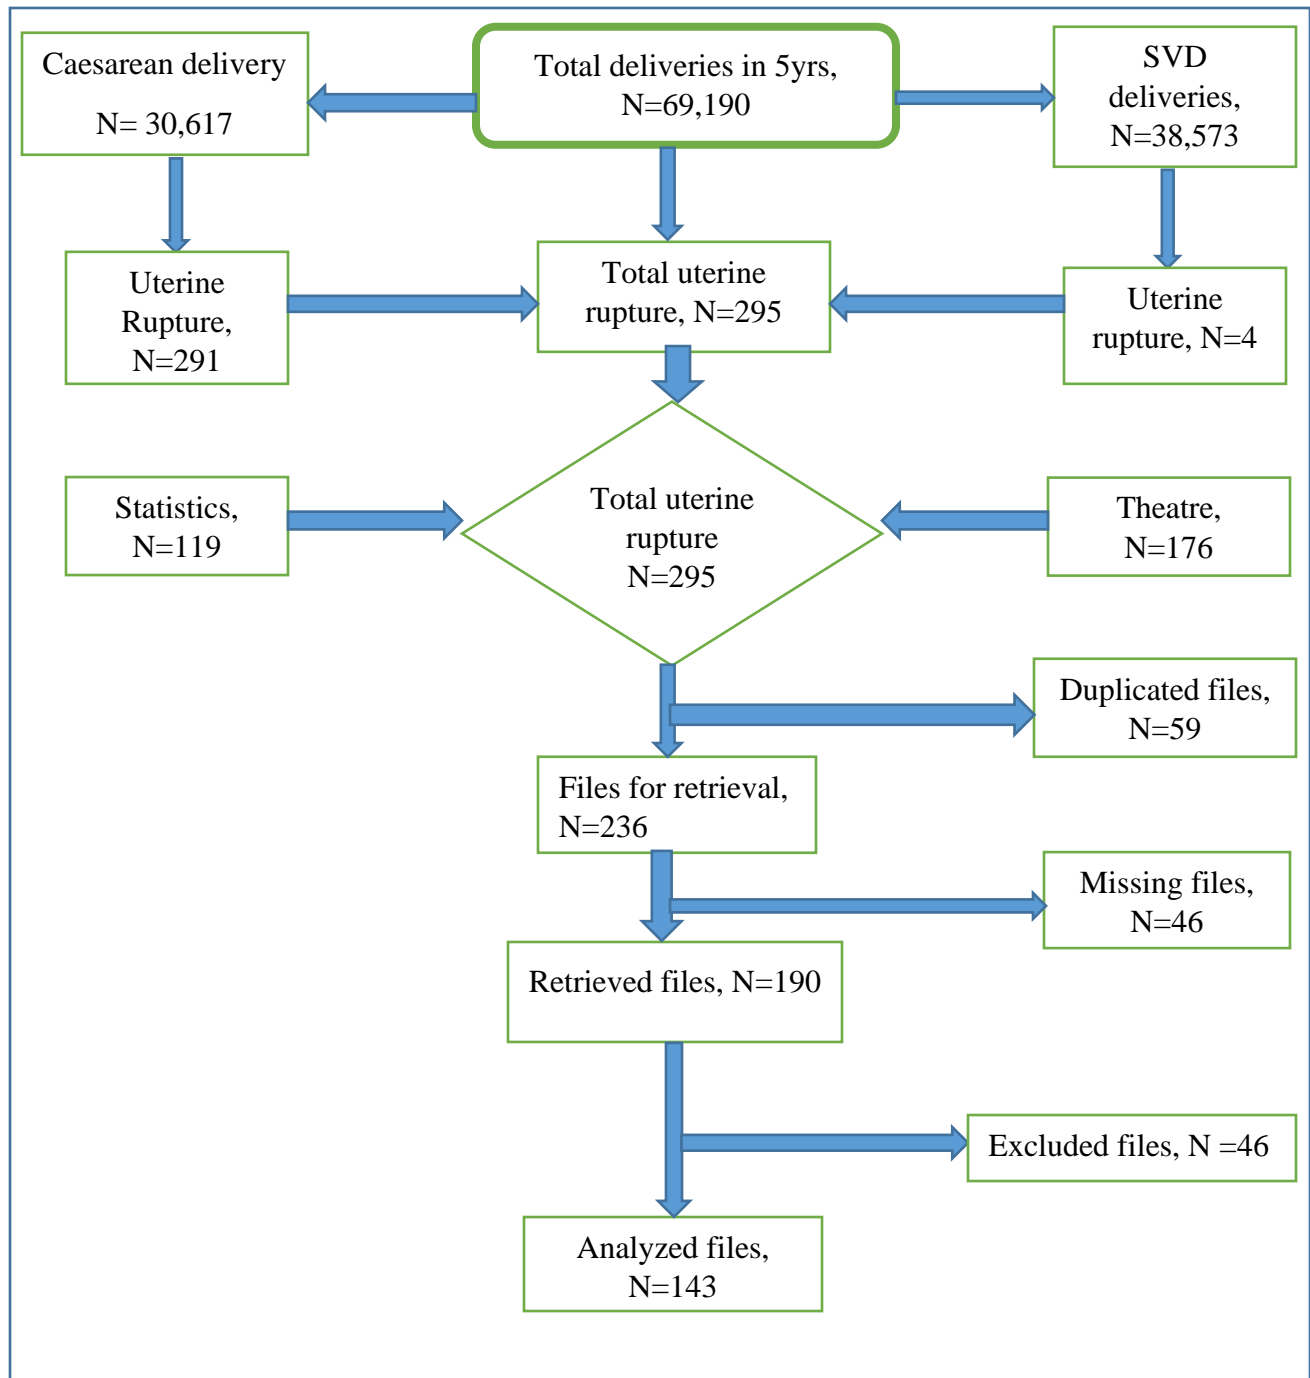 Caesarean delivery
N= 30,617
Total deliveries in 5yrs,
N=69,190
SVD
deliveries,
N=38,573
Uterine
Rupture,
N=291
Total uterine
rupture, N=295
Uterine
rupture, N=4
Statistics,
N=119
Total uterine
rupture
N=295
Theatre,
N=176
Duplicated files,
N=59
Files for retrieval,
N=236
Missing files,
N=46
Retrieved files, N=190
Excluded files, N =46
Analyzed files,
N=143